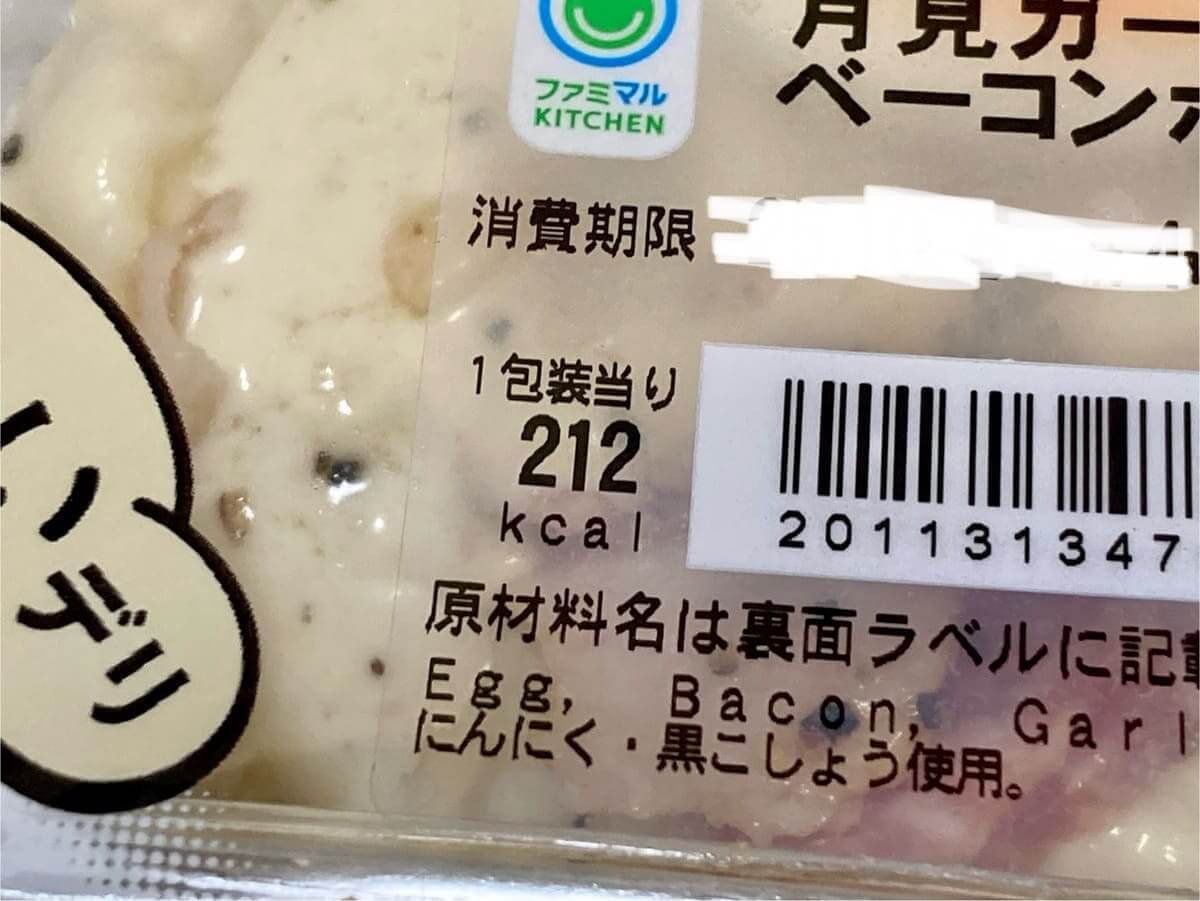 ファミマル
KITCHEN
月見ガー
ベーコンポ
消費期限
1包装当り
212
kcal
201131347
原材料名は裏面ラベルに記載
Egg, Bacon, Garl
にんにく・黒こしょう使用。
デリ